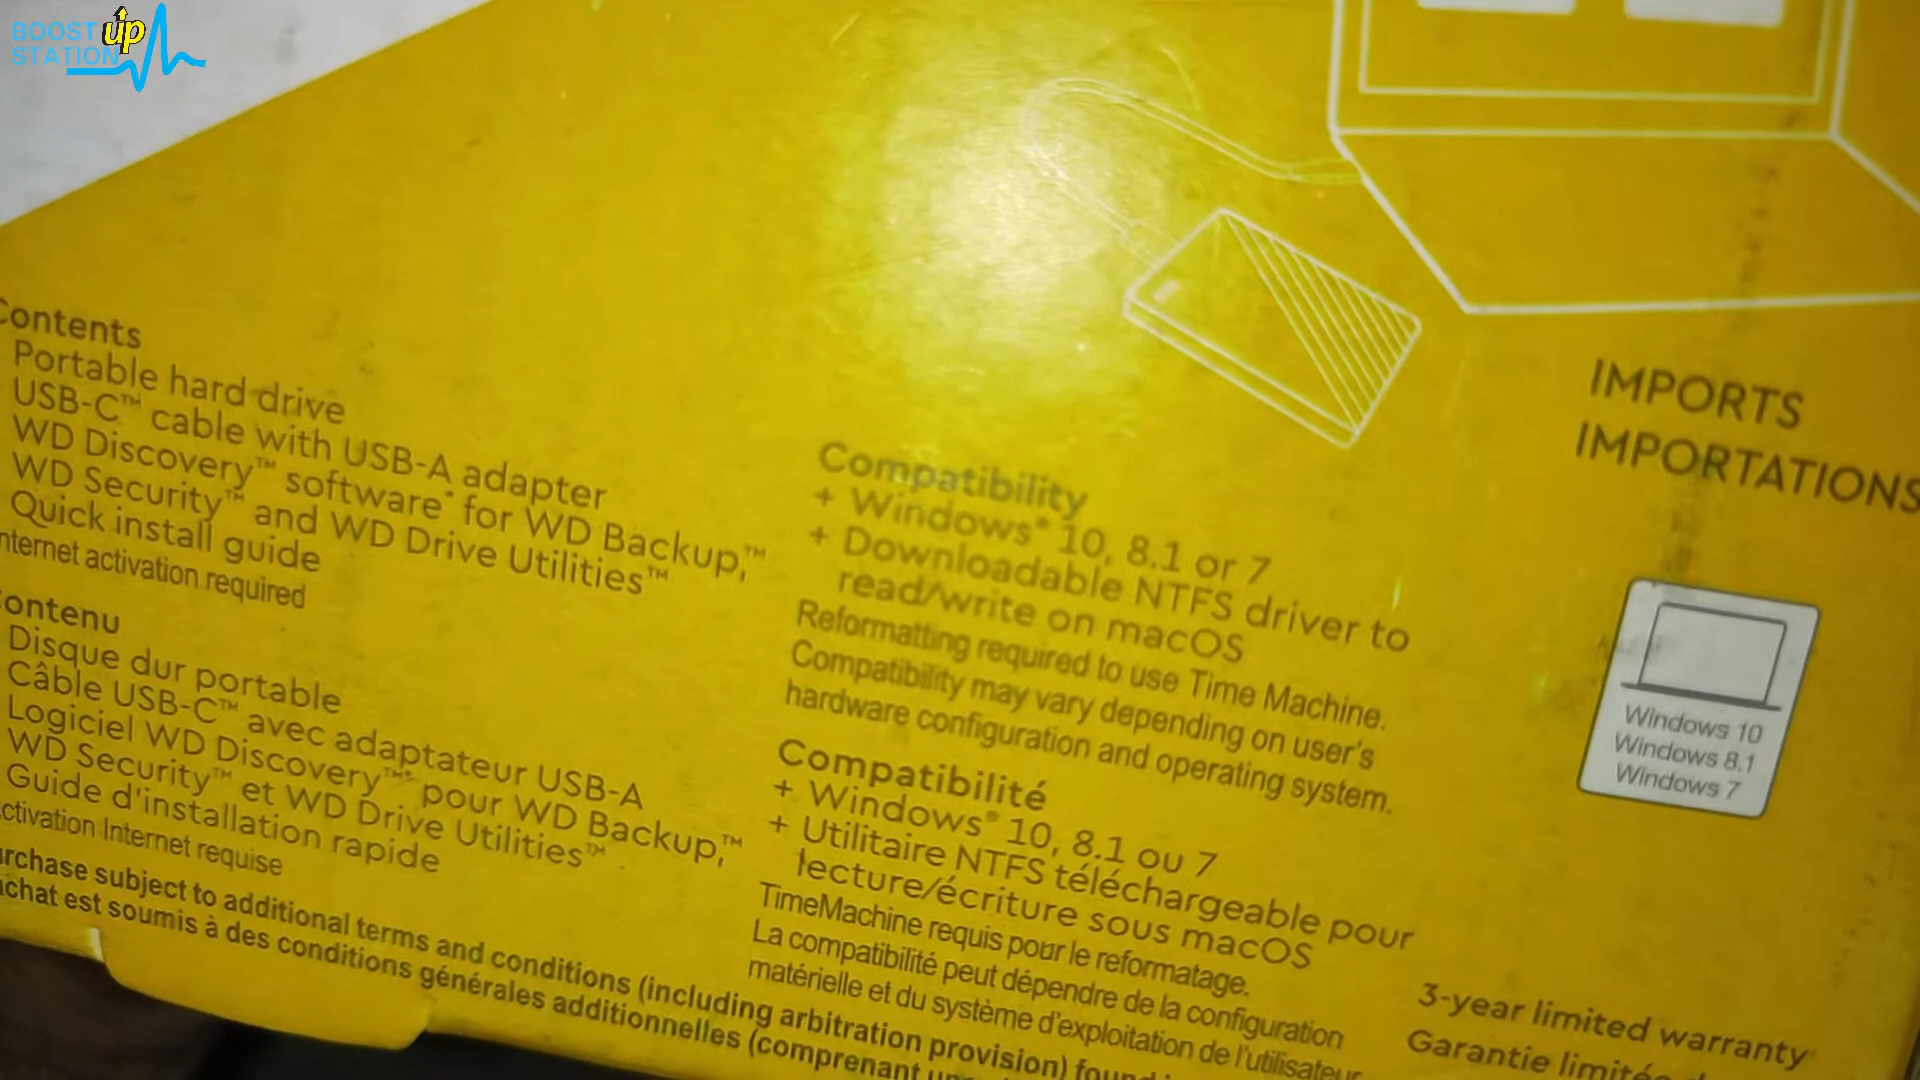 BOOST up
STATION
Contents
Portable hard drive
USB-C™ cable with USB-A adapter
WD Discovery™ software* for WD Backup,™
WD Security™ and WD Drive Utilities™
Quick install guide
Internet activation required
Contenu
Disque dur portable
Câble USB-C™ avec adaptateur USB-A
Logiciel WD Discovery™* pour WD Backup,™
WD Security™ et WD Drive Utilities™
Guide d'installation rapide
Activation Internet requise
Purchase subject to additional terms and conditions (including arbitration provision) found
achat est soumis à des conditions générales additionnelles (comprenant
Compatibility
+ Windows® 10, 8.1 or 7
+ Downloadable NTFS driver to
read/write on macOS
Reformatting required to use Time Machine.
Compatibility may vary depending on user's
hardware configuration and operating system.
Compatibilité
+ Windows® 10, 8.1 ou 7
+ Utilitaire NTFS téléchargeable pour
lecture/écriture sous macOS
TimeMachine requis pour le reformatage.
La compatibilité peut dépendre de la configuration
matérielle et du système d'exploitation de l'utilisateur
IMPORTS
IMPORTATIONS
Windows 10
Windows 8.1
Windows 7
3-year limited warranty
Garantie limitée